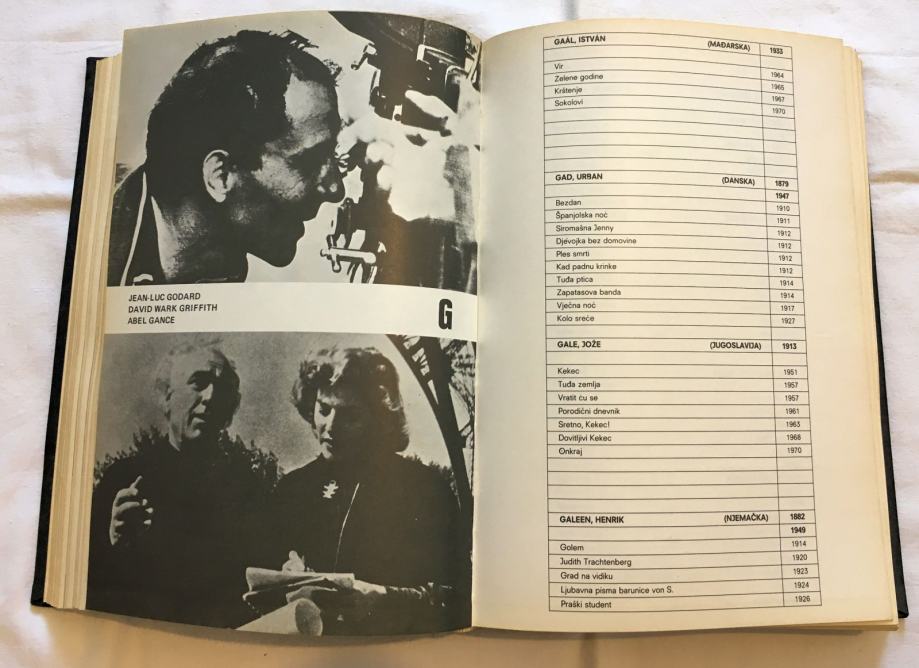 JEAN-LUC GODARD
DAVID WARK GRIFFITH
ABEL GANCE
G
GAÁL, ISTVÁN (MAĐARSKA) 1933
Vir 1964
Zelene godine 1965
Krštenje 1967
Sokolovi 1970
GAD, URBAN (DANSKA) 1879
1947
Bezdan 1910
Španjolska noć 1911
Siromašna Jenny 1912
Djevojka bez domovine 1912
Ples smrti 1912
Kad padnu krinke 1912
Tuđa ptica 1914
Zapatasova banda 1914
Vječna noć 1917
Kolo sreće 1927
GALE, JOŽE (JUGOSLAVIJA) 1913
Kekec 1951
Tuđa zemlja 1957
Vratit ću se 1957
Porodični dnevnik 1961
Sretno, Kekec! 1963
Dovitljivi Kekec 1968
Onkraj 1970
GALEEN, HENRIK (NJEMAČKA) 1882
1949
Golem 1914
Judith Trachtenberg 1920
Grad na vidiku 1923
Ljubavna pisma barunice von S. 1924
Praški student 1926